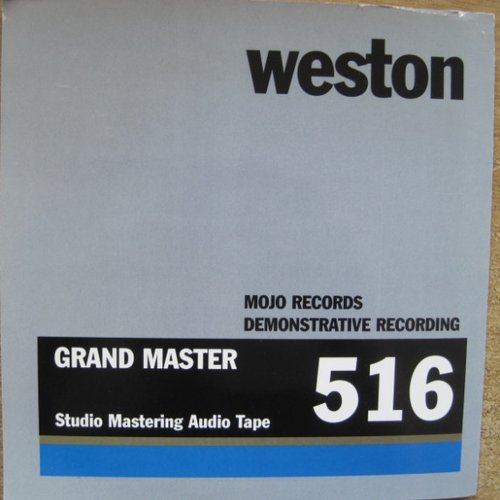 weston
MOJO RECORDS
DEMONSTRATIVE RECORDING
GRAND MASTER
516
Studio Mastering Audio Tape